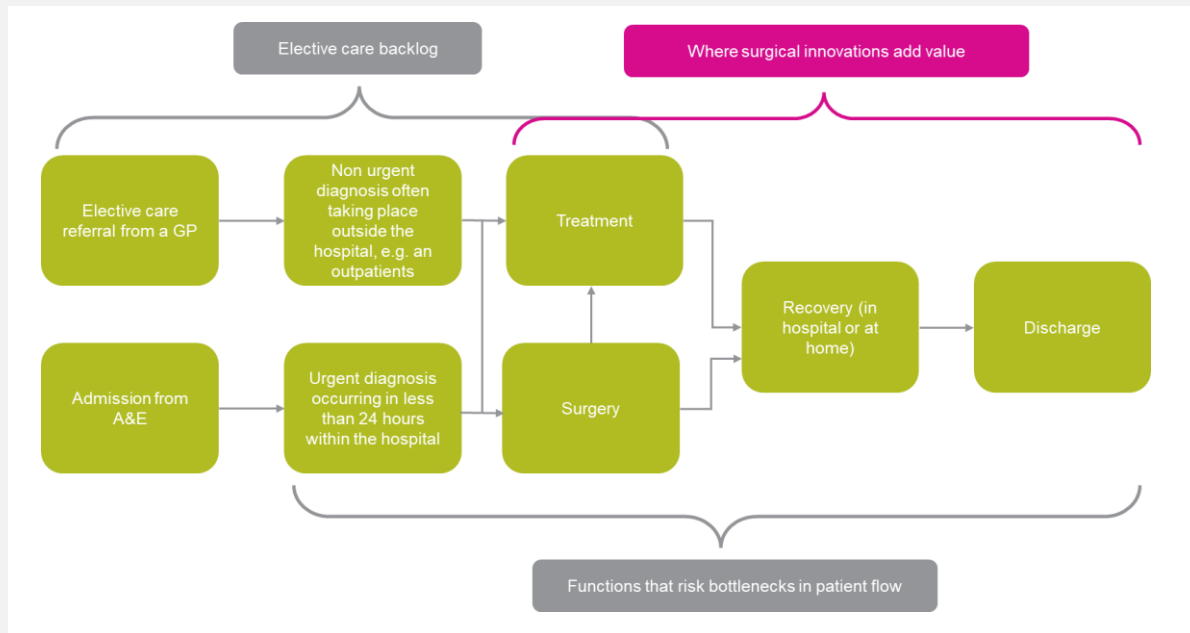 Elective care backlog
Where surgical innovations add value
Elective care
referral from a GP
Non urgent
diagnosis often
taking place
outside the
hospital, e.g. an
outpatients
Treatment
Recovery (in
hospital or at
home)
Discharge
Admission from
A&E
Urgent diagnosis
occurring in less
than 24 hours
within the hospital
Surgery
Functions that risk bottlenecks in patient flow